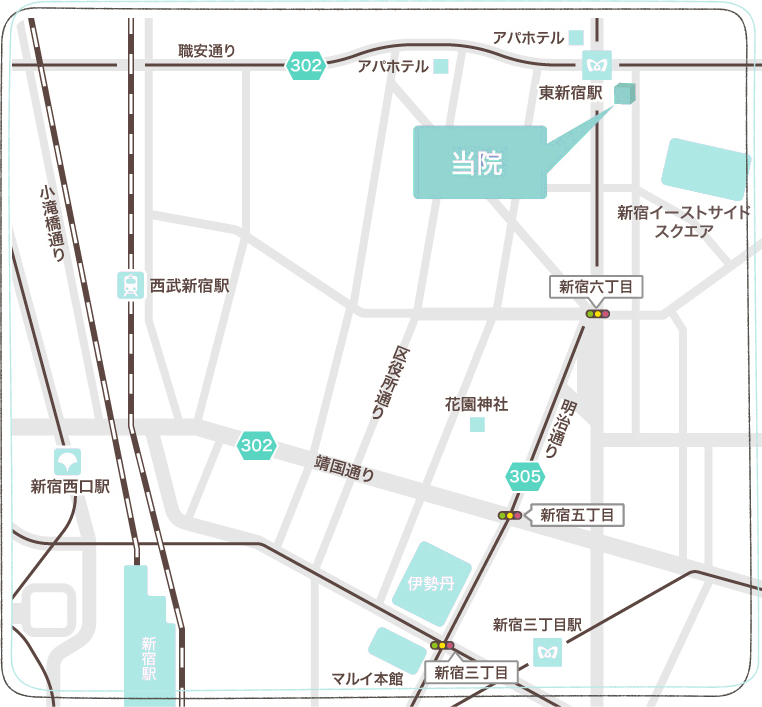 アパホテル
職安通り
302
アパホテル
東新宿駅
当院
新宿イーストサイド
スクエア
小滝橋通り
西武新宿駅
新宿六丁目
区役所通り
花園神社
明治通り
302
靖国通り
305
新宿西口駅
新宿五丁目
伊勢丹
新宿三丁目駅
新宿駅
新宿三丁目
マルイ本館